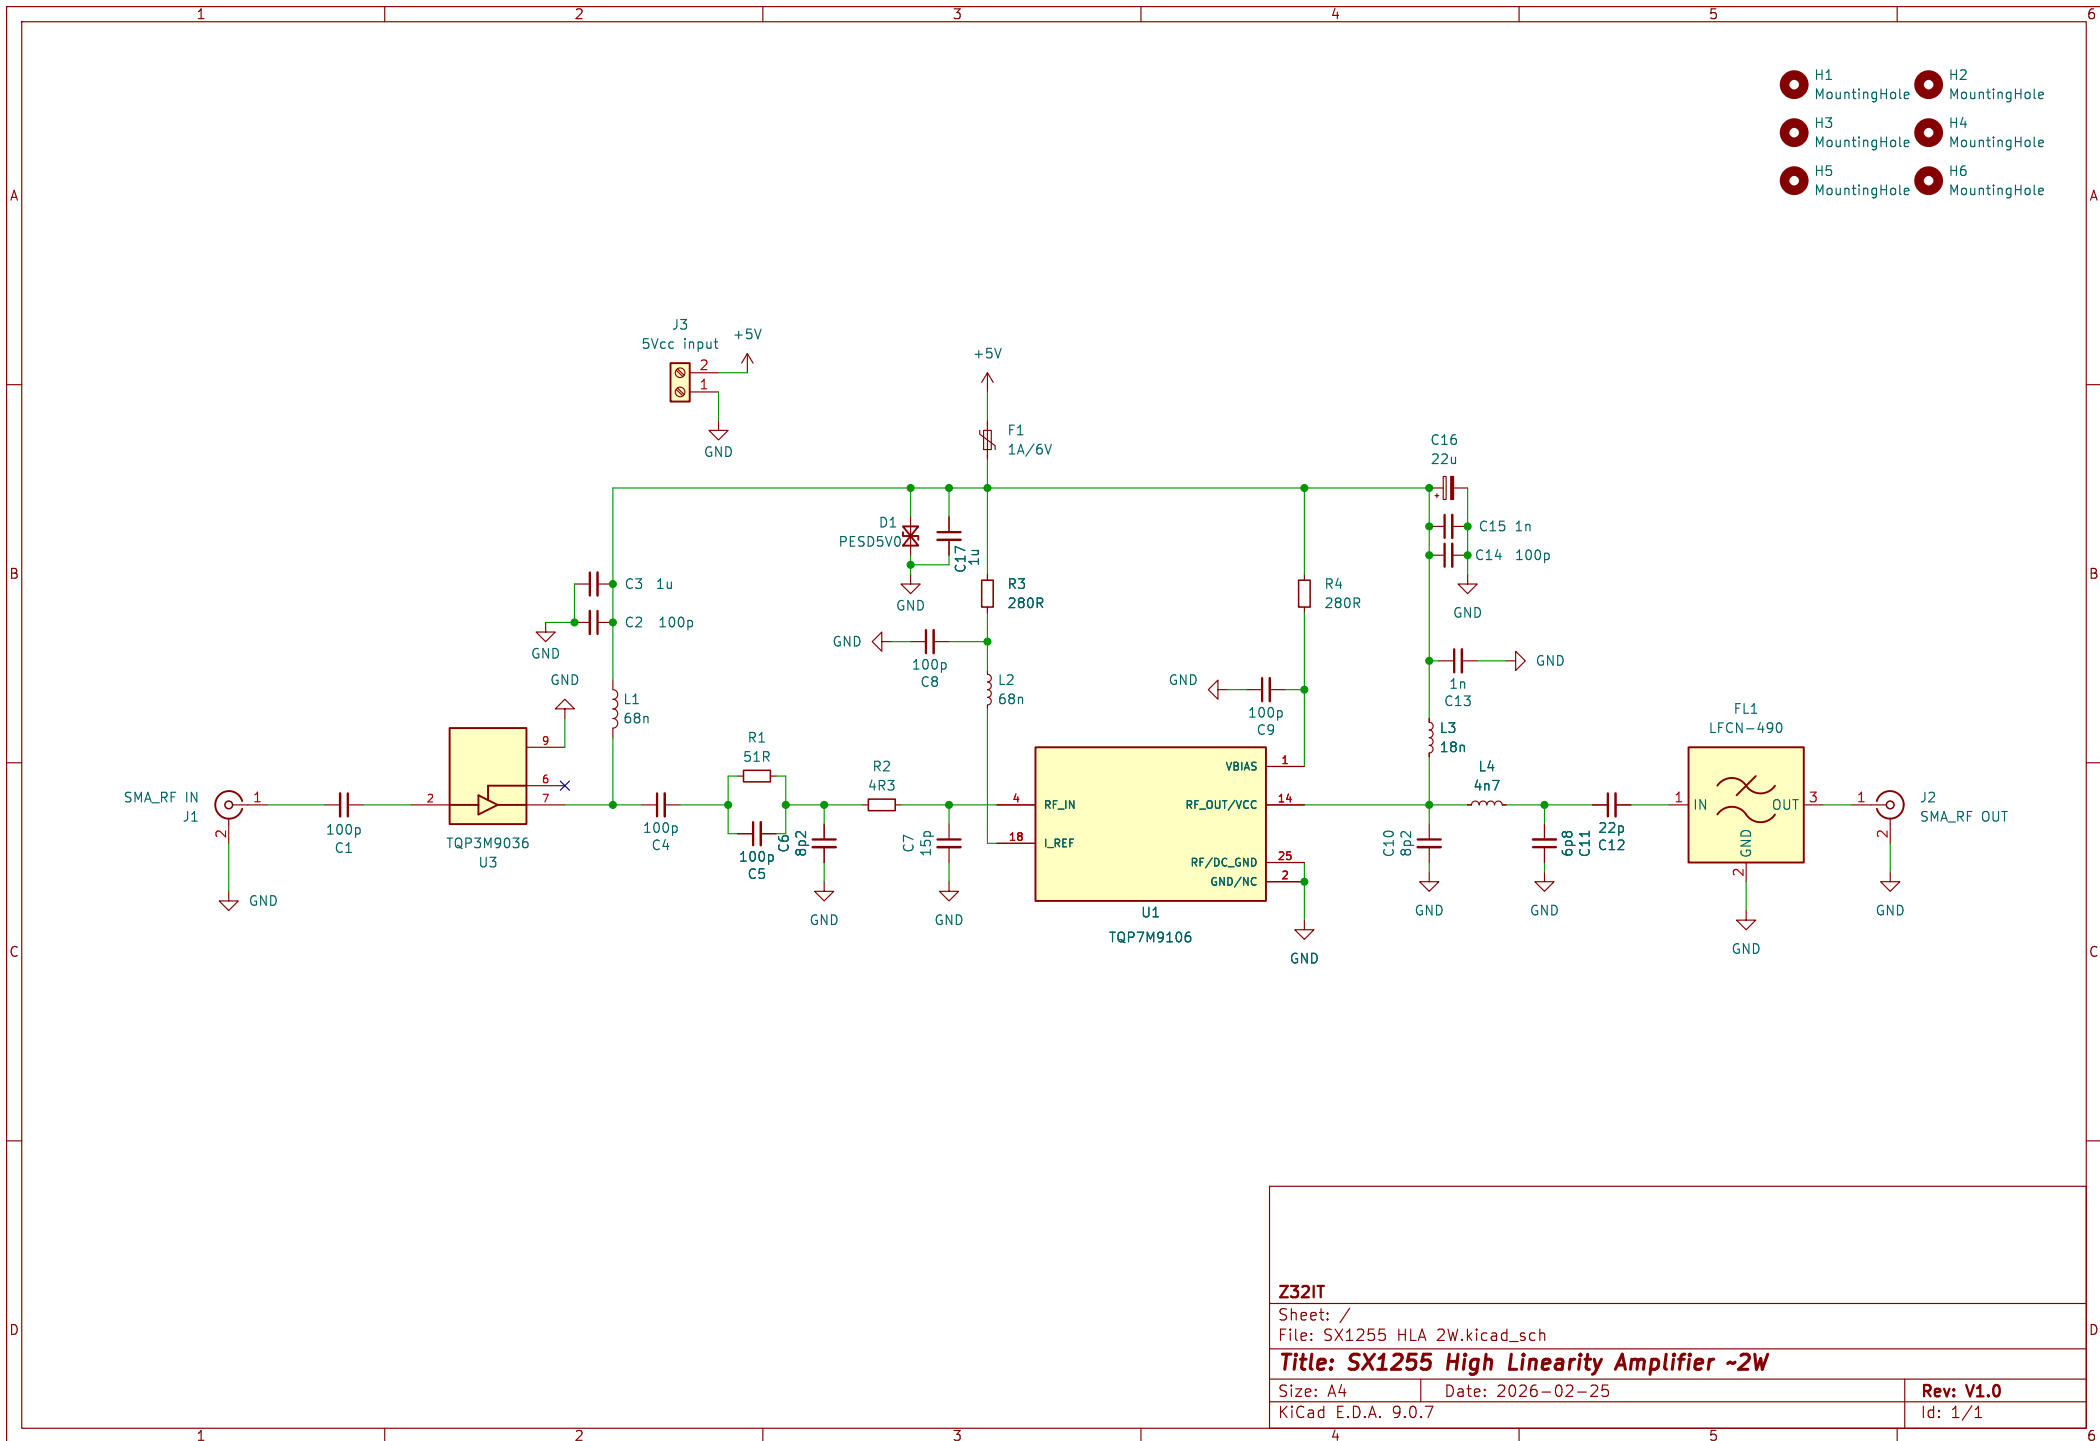 1 2 3 4 5 6
H1
MountingHole
H2
MountingHole
H3
MountingHole
H4
MountingHole
H5
MountingHole
H6
MountingHole
A
A
J3
5Vcc input
+5V
2
1
GND
+5V
F1
1A/6V
C16
22u
+
D1
PESD5V0
C17
1u
C15 1n
C14 100p
GND
B
B
C3 1u
C2 100p
GND
GND
R3
280R
R4
280R
GND
GND
100p
C8
L2
68n
GND
100p
C9
GND
1n
C13
L1
68n
L3
18n
FL1
LFCN-490
9
6
7
2
TQP3M9036
U3
SMA_RF IN
J1
1
2
GND
100p
C1
100p
C4
R1
51R
100p
C5
C6
8p2
GND
R2
4R3
C7
15p
GND
4
RF_IN
18
I_REF
VBIAS
1
RF_OUT/VCC
14
RF/DC_GND
25
GND/NC
2
U1
TQP7M9106
GND
C10
8p2
GND
L4
4n7
6p8
C11
GND
22p
C12
1
IN
OUT
3
GND
2
GND
1
2
J2
SMA_RF OUT
GND
C
C
D
D
Z32IT
Sheet: /
File: SX1255 HLA 2W.kicad_sch
Title: SX1255 High Linearity Amplifier ~2W
Size: A4
Date: 2026-02-25
Rev: V1.0
KiCad E.D.A. 9.0.7
Id: 1/1
1 2 3 4 5 6